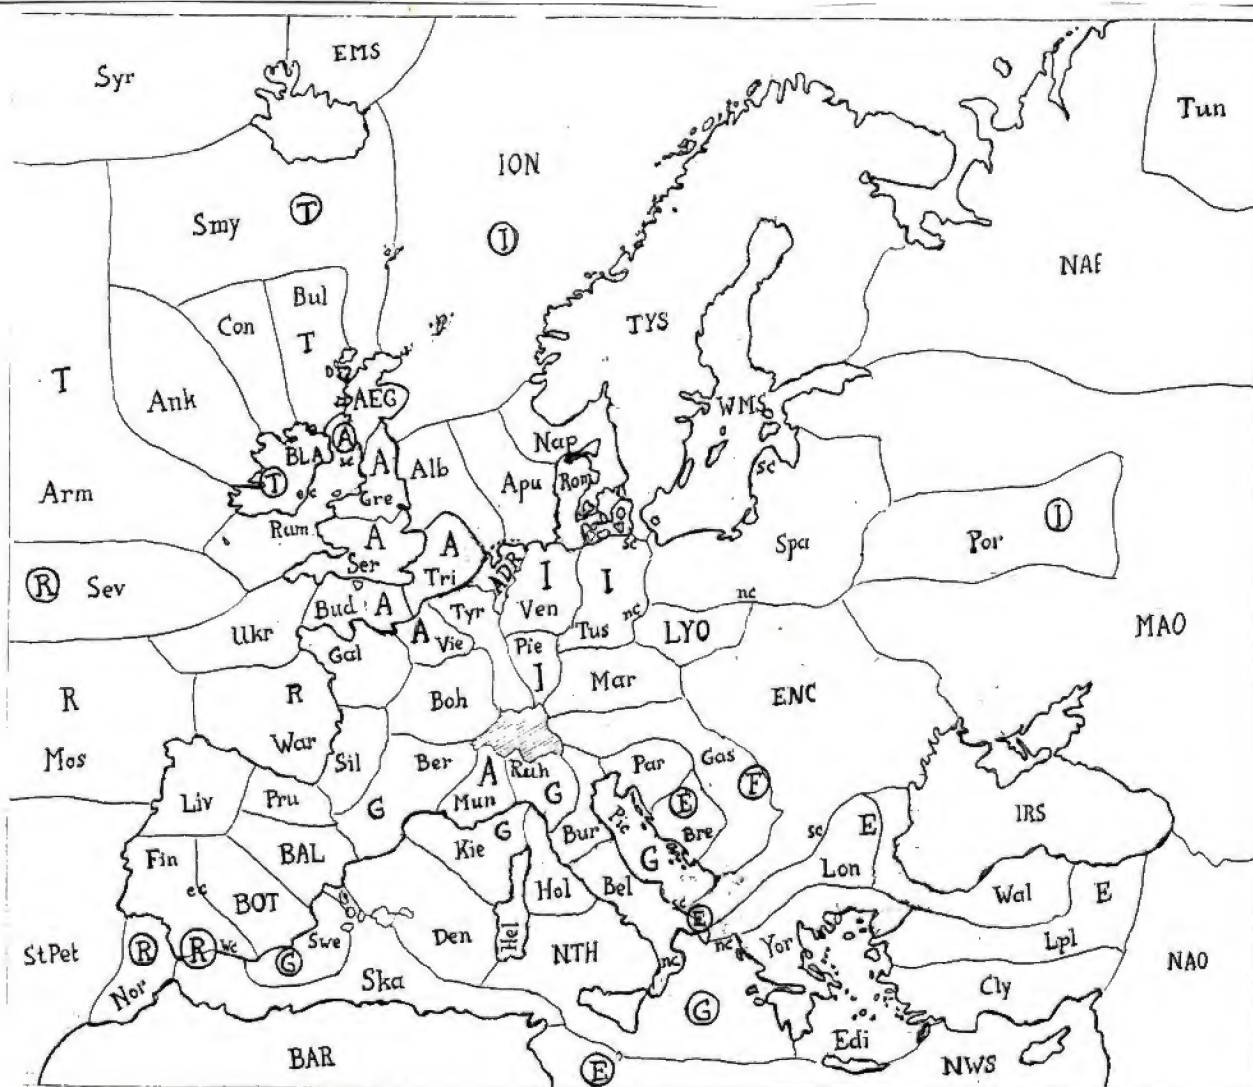 EMS
Syr
Tun
ION
T
Smy
I
NAE
Bul
Con
T
TYS
T
Ank
AEG
WMS
Nap
A
BLA
sc
A
Alb
sc
Apu
Rom
T
ec
Gre
I
Arm
Rum
A
A
sc
Spa
Por
Ser
Tri
ADR
I
I
R
Sev
Bud
A
Tyr
Ven
nc
nc
Ukr
A
Vie
Tus
LYO
MAO
Gal
Pie
R
R
Boh
I
Mar
ENC
War
Mos
Sil
Ber
Ruh
Par
Gas
A
F
Liv
Pru
G
Mun
G
E
Pic
IRS
G
Kie
Bur
Bre
sc
E
Fin
BAL
G
Lon
ec
Hol
Bel
Wal
E
BOT
sc
E
StPet
R
R
wc
Swe
Den
Hel
NTH
nc
Yor
Lpl
G
nc
NAO
Nor
Ska
G
Cly
Edi
BAR
E
NWS